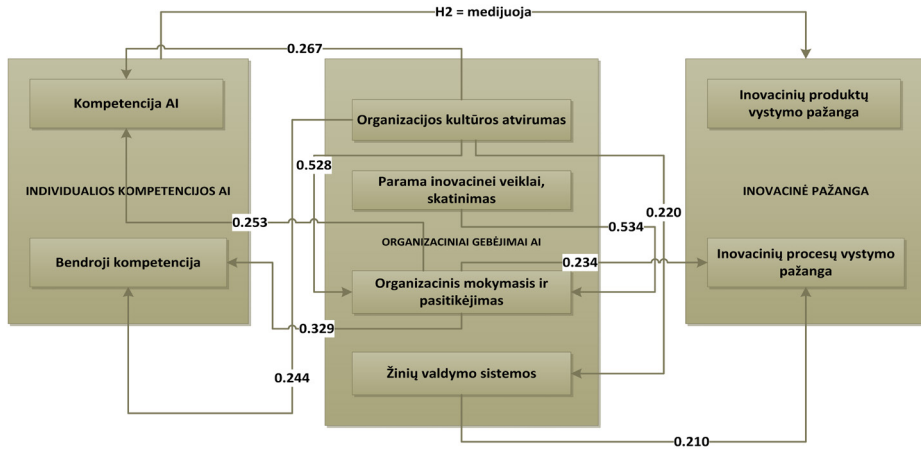 H2 = medijuoja
0.267
Kompetencija AI
Organizacijos kultūros atvirumas
Inovacinių produktų
vystymo pažanga
0.528
INDIVIDUALIOS KOMPETENCIJOS AI
Parama inovacinei veiklai,
skatinimas
INOVACINĖ PAŽANGA
0.220
0.253
0.534
ORGANIZACINIAI GEBĖJIMAI AI
Bendroji kompetencija
0.234
Inovacinių procesų vystymo
pažanga
Organizacinis mokymasis ir
pasitikėjimas
0.329
0.244
Žinių valdymo sistemos
0.210